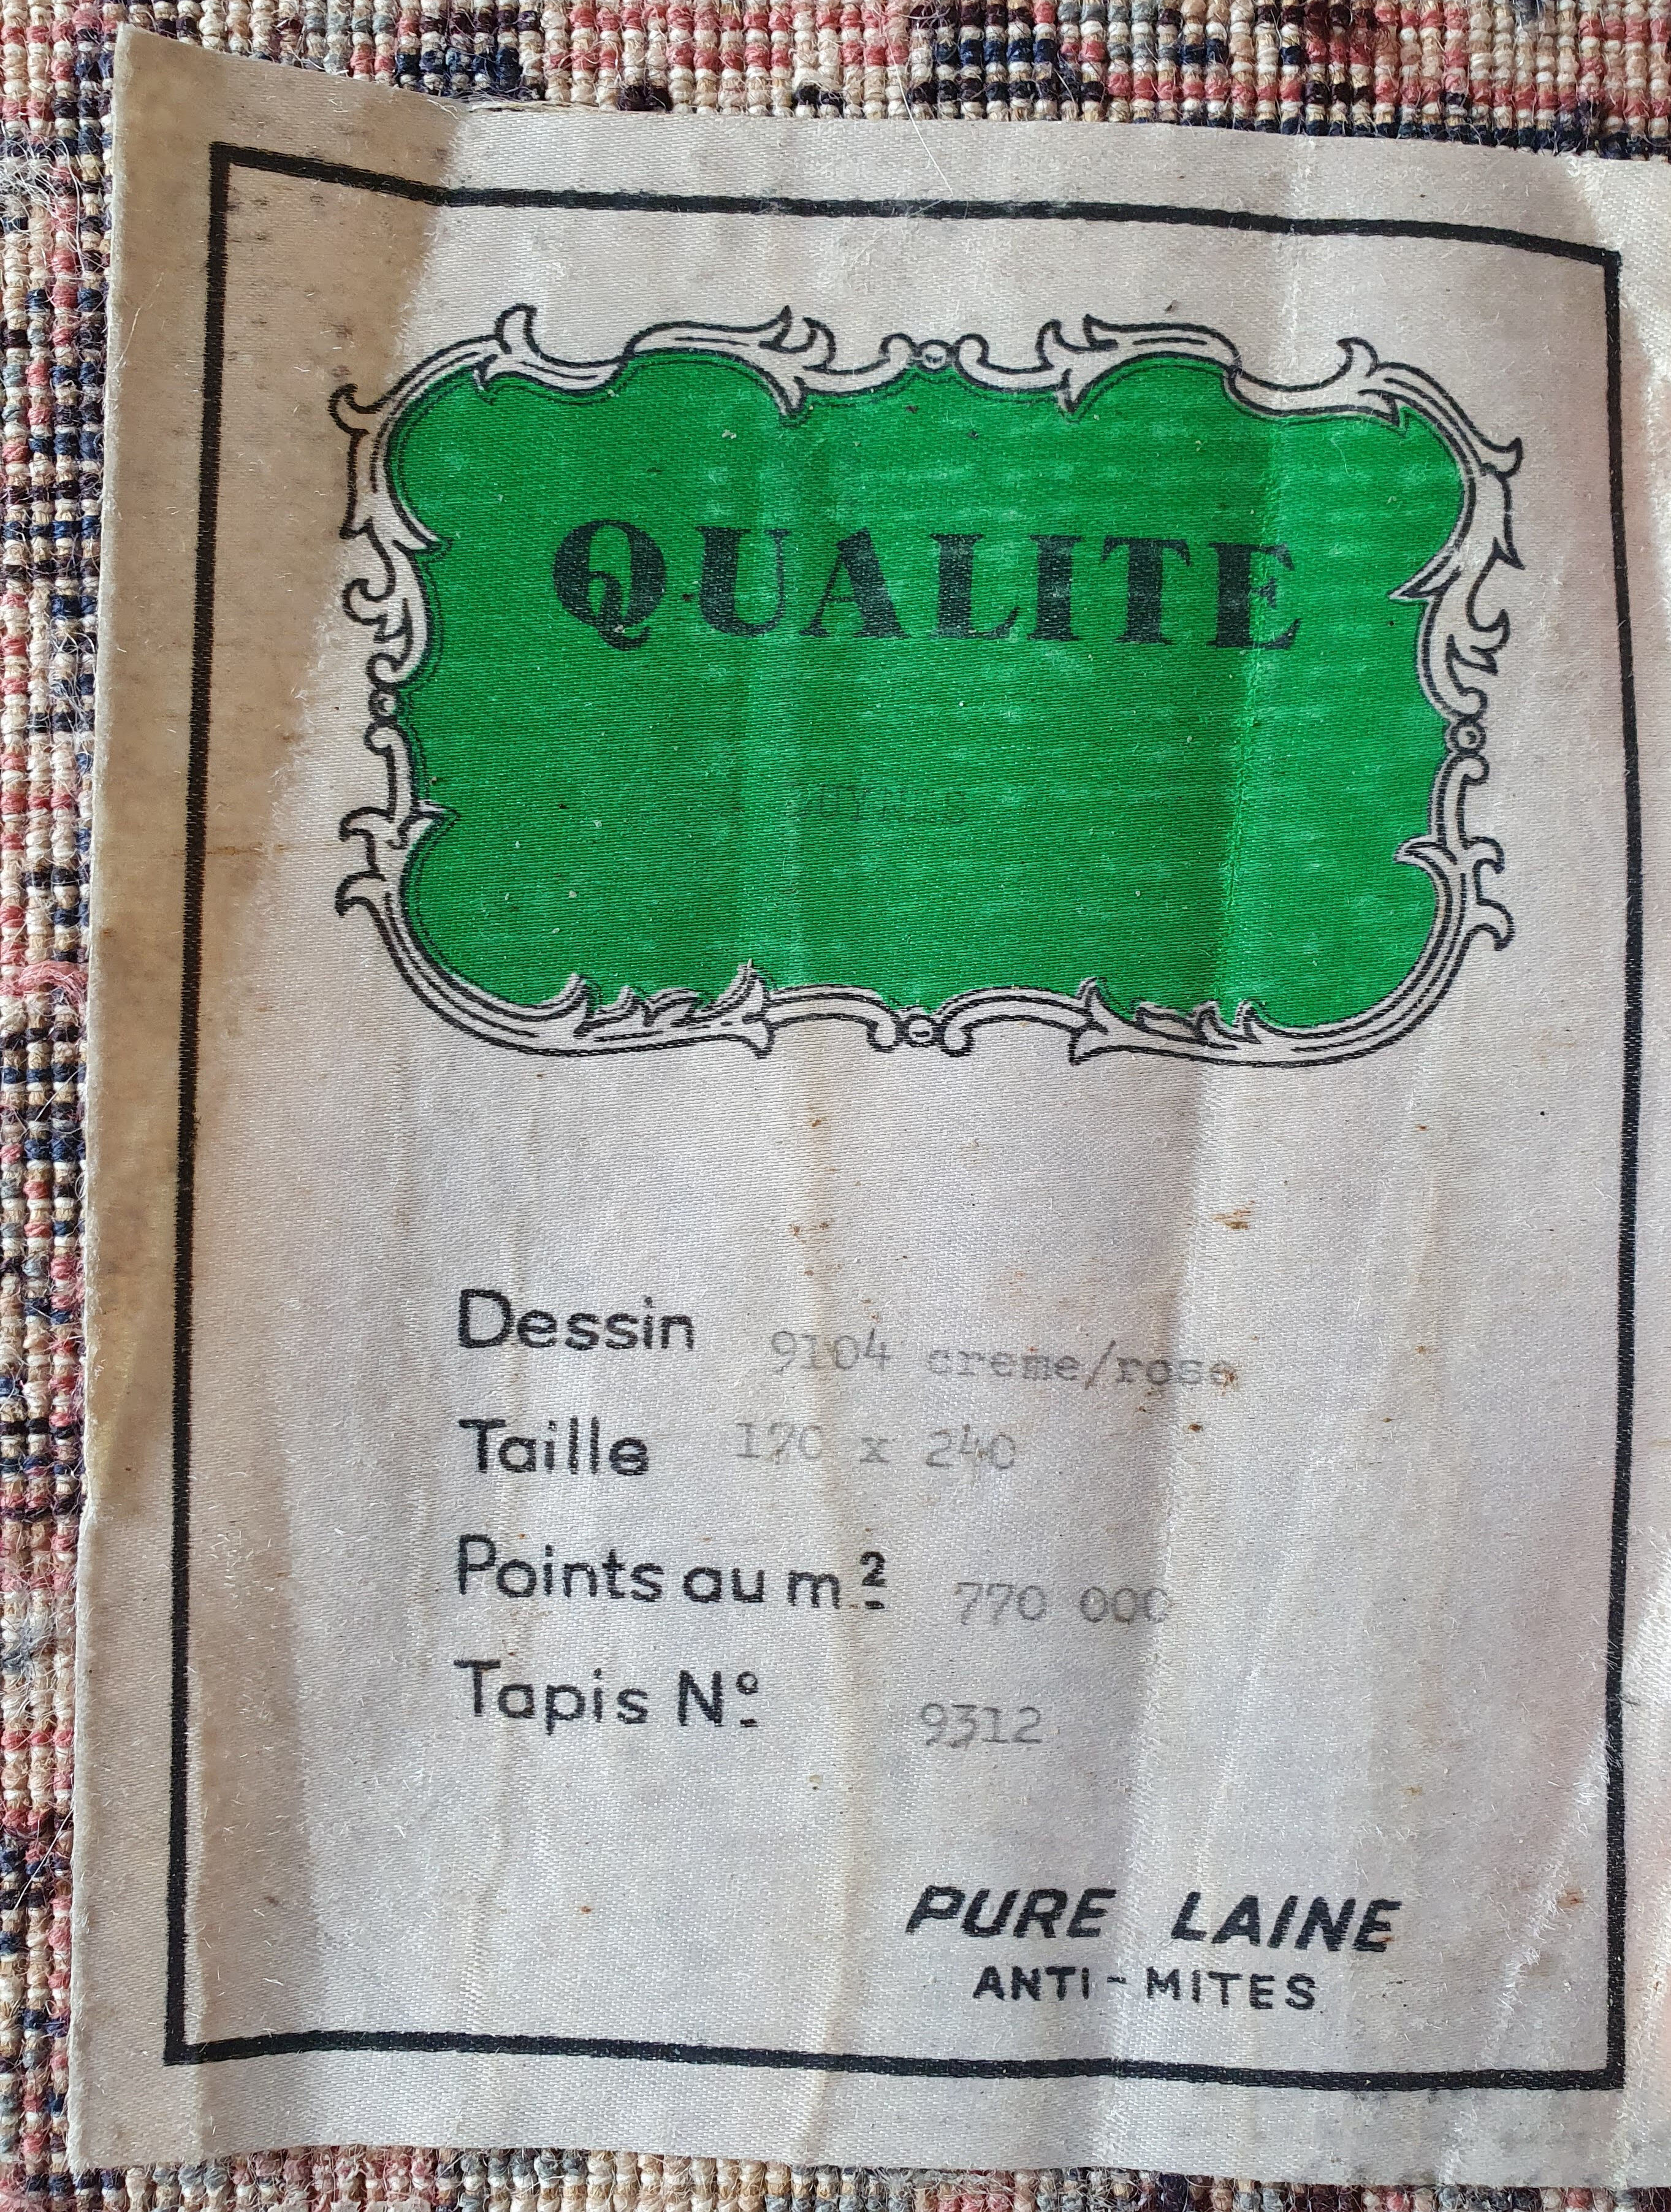 QUALITE
Dessin 9104 creme/rose
Taille 170 x 240
Points au m² 770 000
Tapis Nº 9312
PURE LAINE
ANTI-MITES